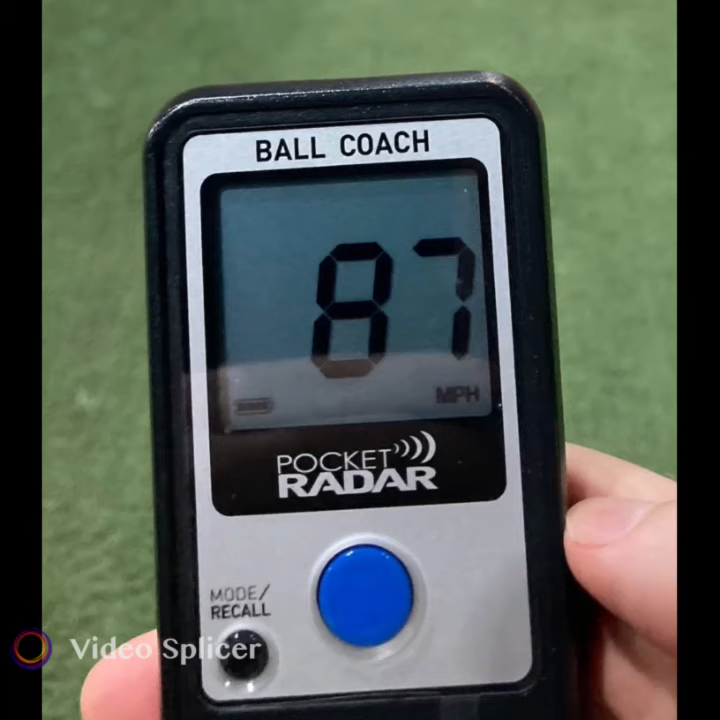 BALL COACH
87
MPH
POCKET
RADAR
MODE/
RECALL
Video Splicer